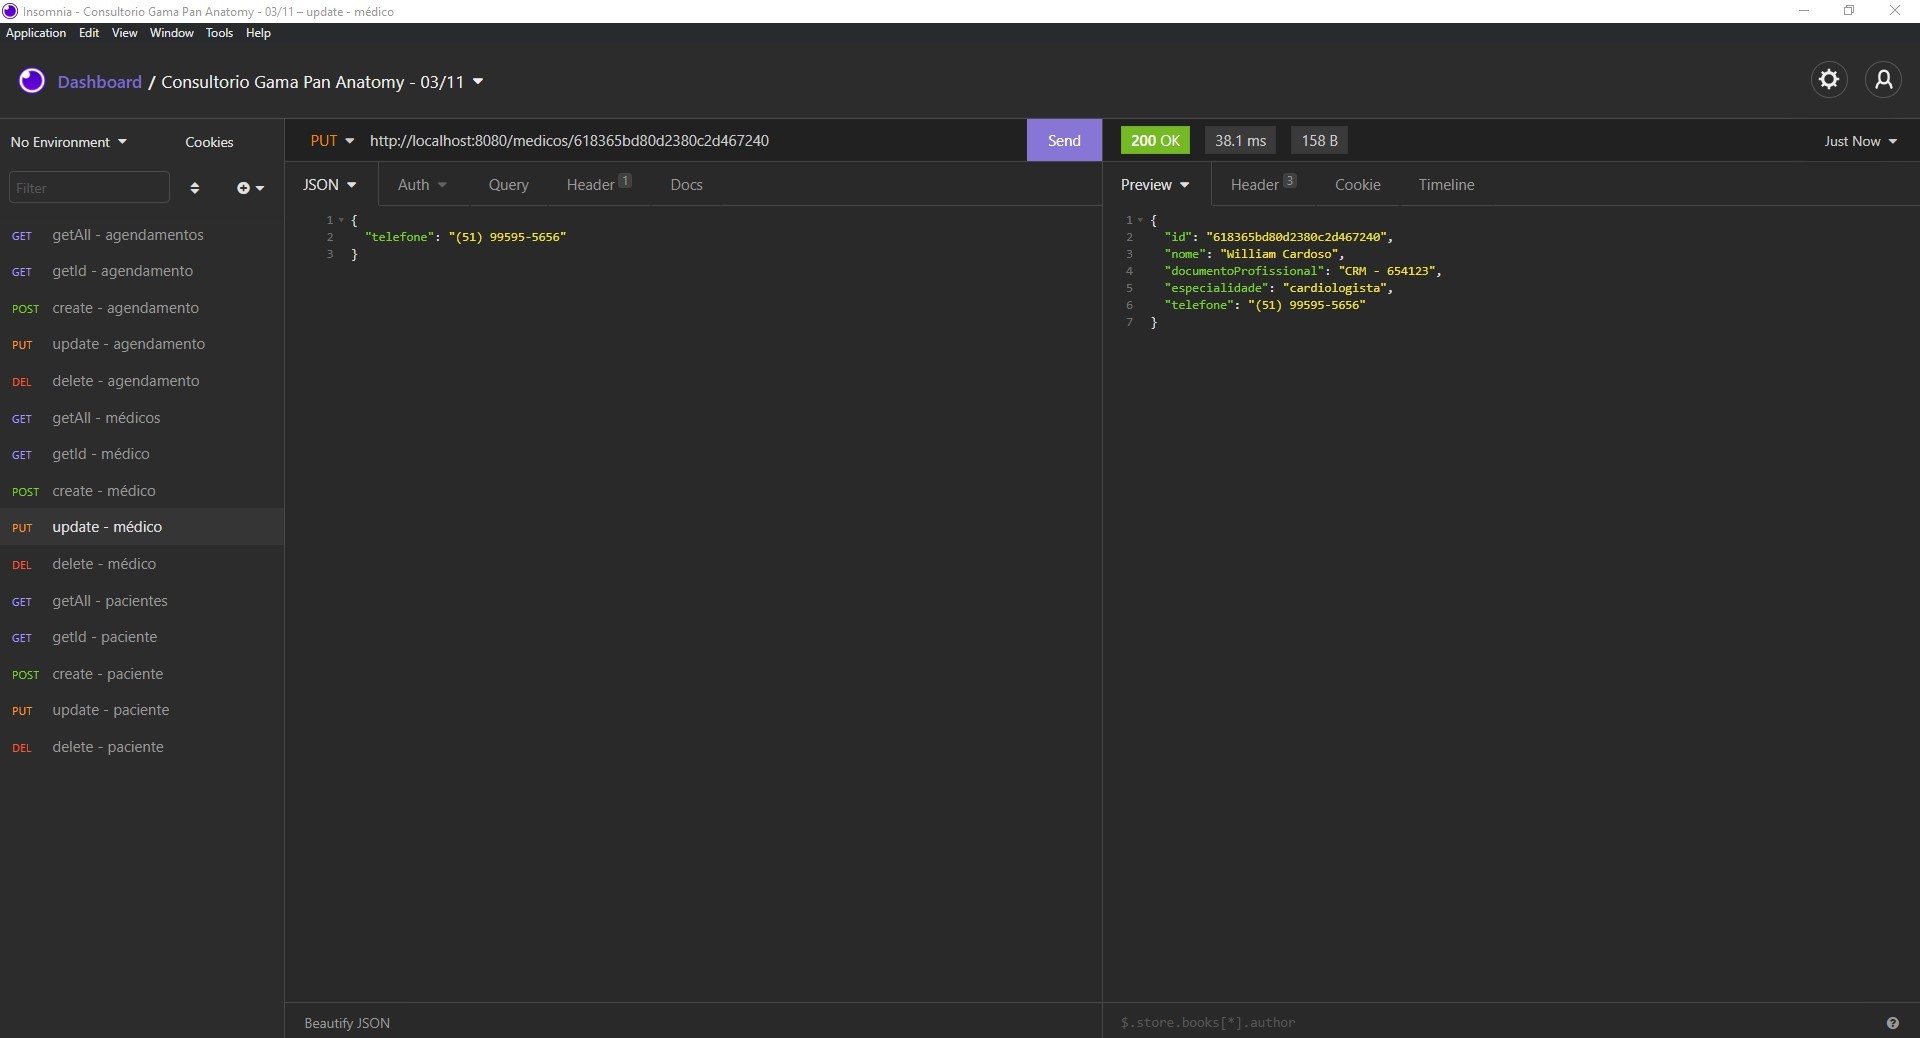 Insomnia - Consultorio Gama Pan Anatomy - 03/11 – update - médico
Application Edit View Window Tools Help
Dashboard / Consultorio Gama Pan Anatomy - 03/11
No Environment Cookies
Filter
GET getAll - agendamentos
GET getId - agendamento
POST create - agendamento
PUT update - agendamento
DEL delete - agendamento
GET getAll - médicos
GET getId - médico
POST create - médico
PUT update - médico
DEL delete - médico
GET getAll - pacientes
GET getId - paciente
POST create - paciente
PUT update - paciente
DEL delete - paciente
PUT http://localhost:8080/medicos/618365bd80d2380c2d467240 Send
JSON Auth Query Header 1 Docs
1 {
2 "telefone": "(51) 99595-5656"
3 }
Beautify JSON
200 OK 38.1 ms 158 B Just Now
Preview Header 3 Cookie Timeline
1 {
2 "id": "618365bd80d2380c2d467240",
3 "nome": "William Cardoso",
4 "documentoProfissional": "CRM - 654123",
5 "especialidade": "cardiologista",
6 "telefone": "(51) 99595-5656"
7 }
$.store.books[*].author